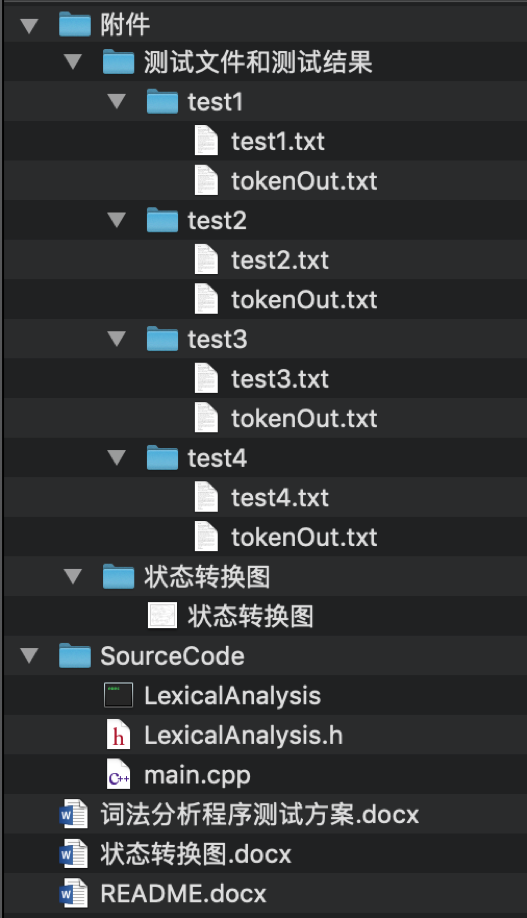 附件
测试文件和测试结果
test1
test1.txt
tokenOut.txt
test2
test2.txt
tokenOut.txt
test3
test3.txt
tokenOut.txt
test4
test4.txt
tokenOut.txt
状态转换图
状态转换图
SourceCode
LexicalAnalysis
h LexicalAnalysis.h
C++ main.cpp
W 词法分析程序测试方案.docx
W 状态转换图.docx
W README.docx